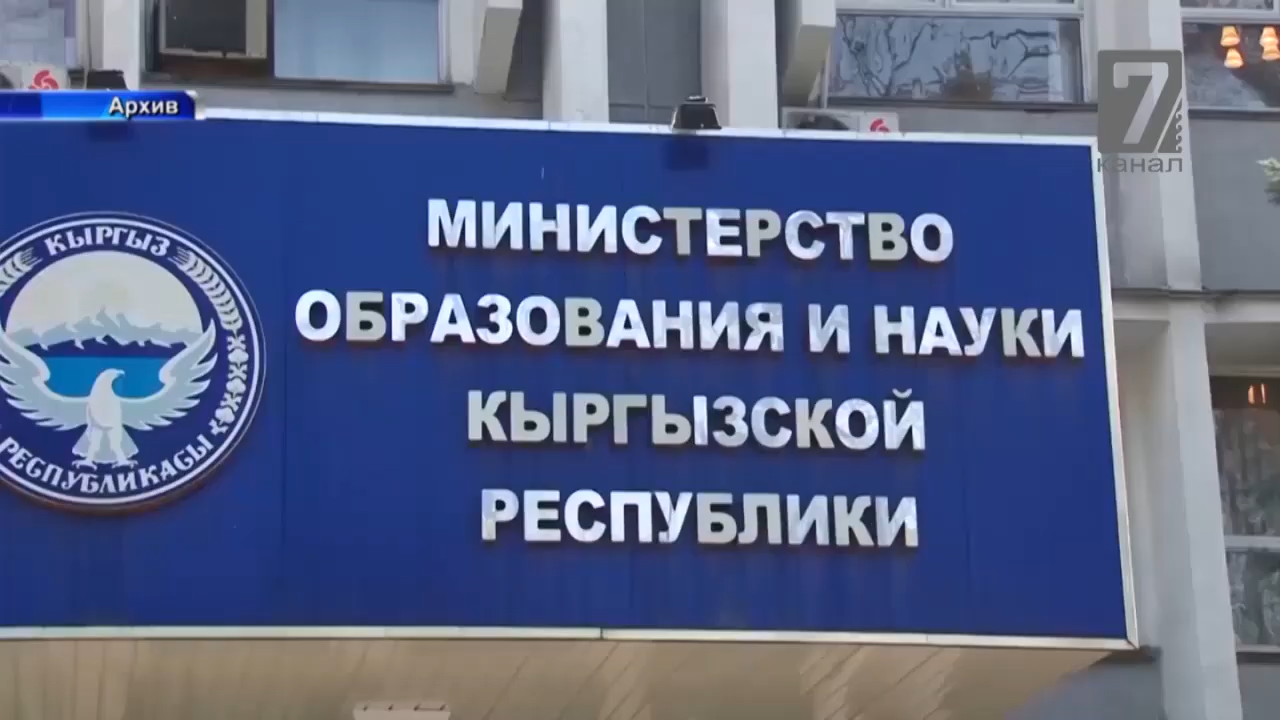 Архив
7
канал
КЫРГЫЗ
РЕСПУБЛИКАСЫ
МИНИСТЕРСТВО
ОБРАЗОВАНИЯ И НАУКИ
КЫРГЫЗСКОЙ
РЕСПУБЛИКИ